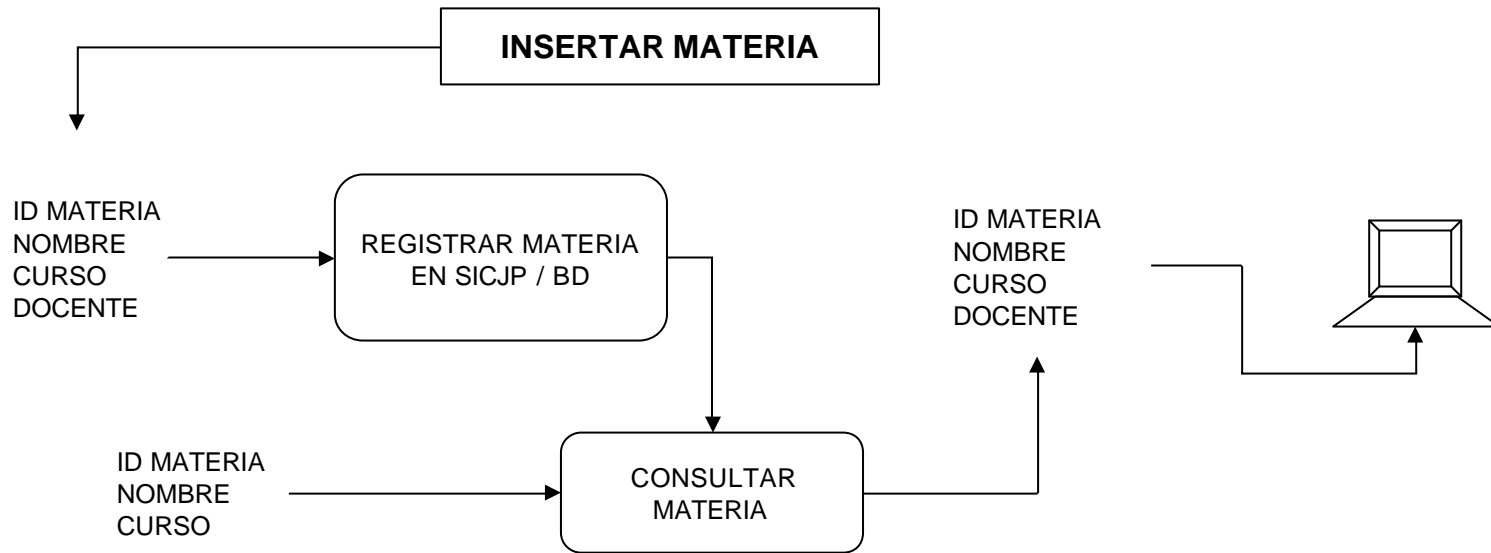 INSERTAR MATERIA
ID MATERIA
NOMBRE
CURSO
DOCENTE
REGISTRAR MATERIA
EN SICJP / BD
ID MATERIA
NOMBRE
CURSO
DOCENTE
ID MATERIA
NOMBRE
CURSO
CONSULTAR
MATERIA